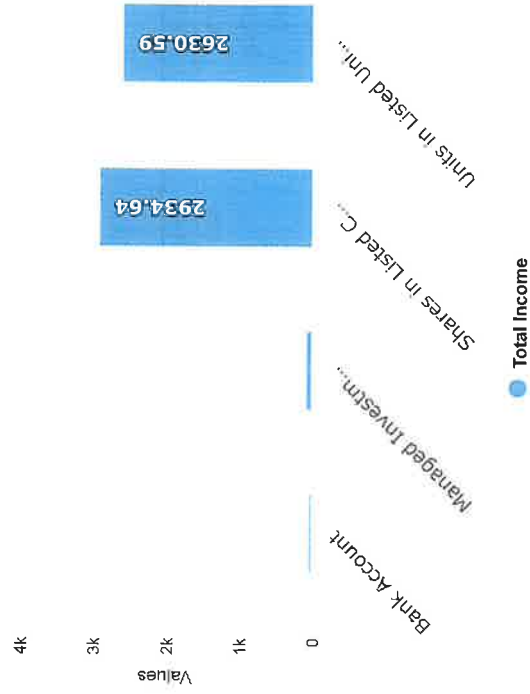 4k
3k
2k
1k
0
Values
2934.64
2630.59
Bank Account
Managed Investm...
Shares in Listed C...
Units in Listed Uni...
Total Income